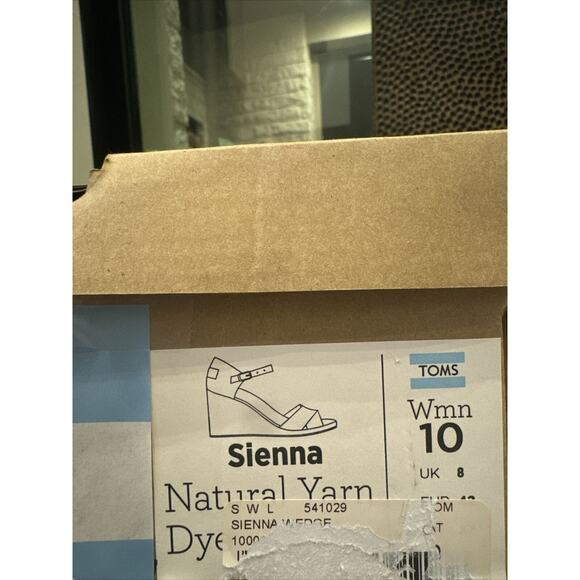 Sienna
Natural Yarn
Dye
TOMS
Wmn
10
UK 8
S W L 541029
SIENNA WEDGE